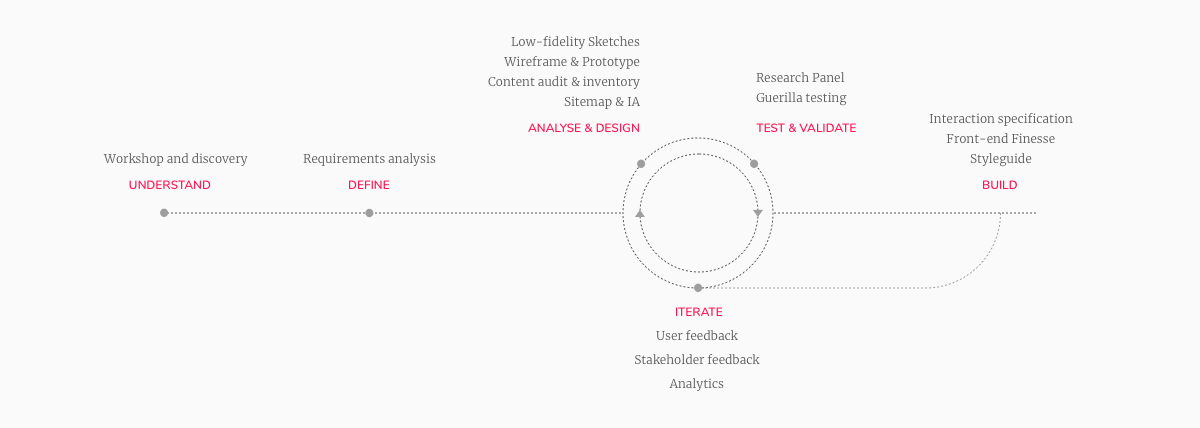 Workshop and discovery
UNDERSTAND
Requirements analysis
DEFINE
Low-fidelity Sketches
Wireframe & Prototype
Content audit & inventory
Sitemap & IA
ANALYSE & DESIGN
Research Panel
Guerilla testing
TEST & VALIDATE
Interaction specification
Front-end Finesse
Styleguide
BUILD
ITERATE
User feedback
Stakeholder feedback
Analytics